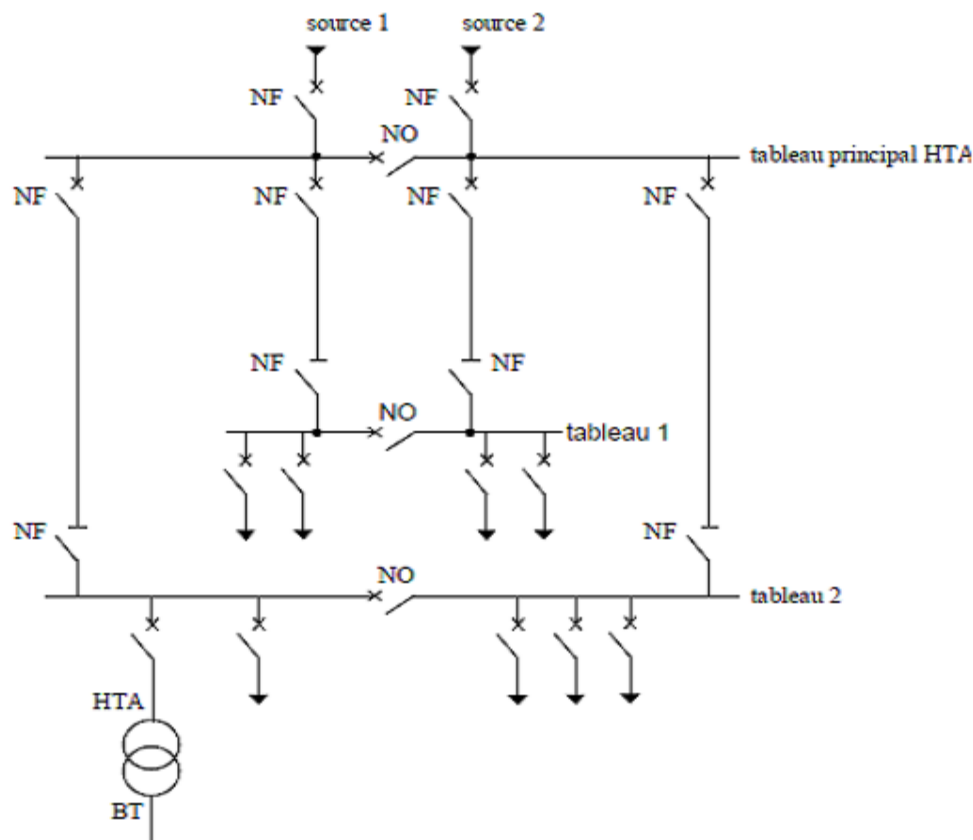 source 1
source 2
NF
NF
NO
tableau principal HTA
NF
NF
NF
NF
NF
NF
NO
tableau 1
NF
NF
NO
tableau 2
HTA
BT